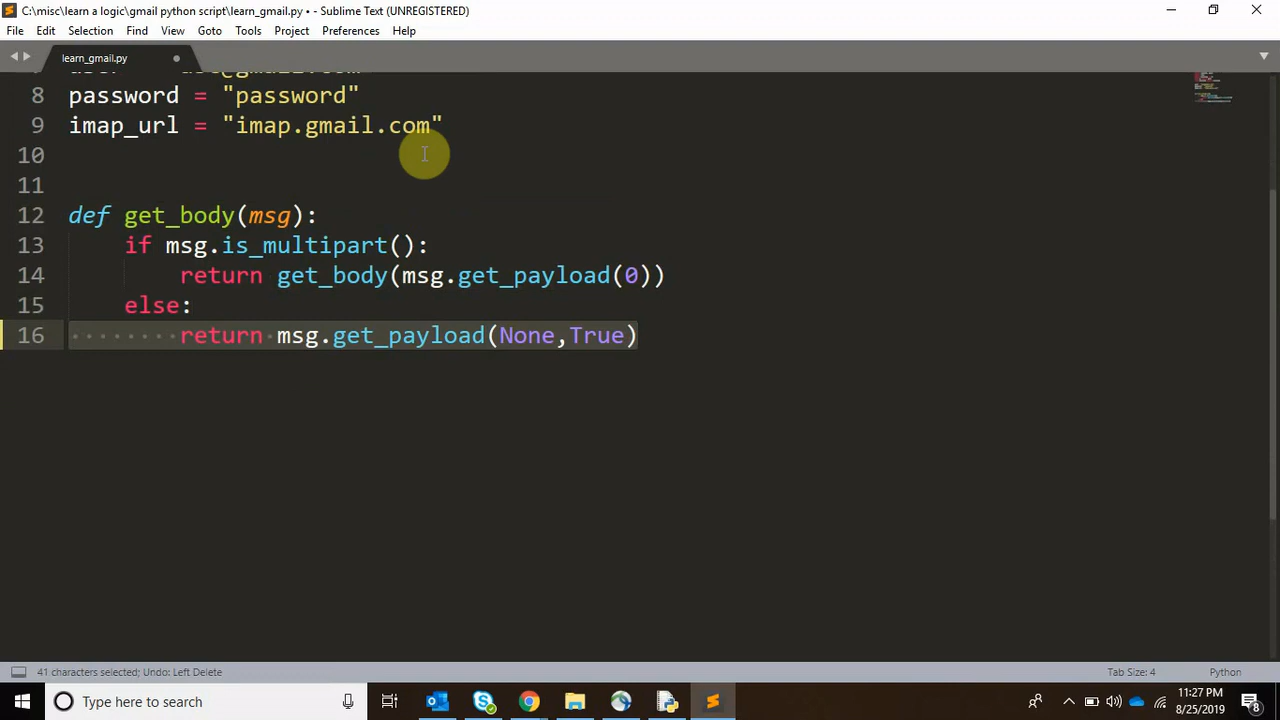 C:\misc\learn a logic\gmail python script\learn_gmail.py • - Sublime Text (UNREGISTERED)
File Edit Selection Find View Goto Tools Project Preferences Help
learn_gmail.py
8 password = "password"
9 imap_url = "imap.gmail.com"
10
11
12 def get_body(msg):
13 if msg.is_multipart():
14 return get_body(msg.get_payload(0))
15 else:
16 return msg.get_payload(None,True)
41 characters selected; Undo: Left Delete Tab Size: 4 Python
Type here to search
11:27 PM
8/25/2019
8